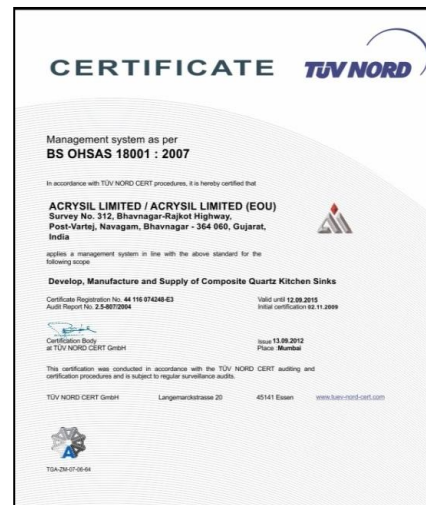 CERTIFICATE TÜV NORD
Management system as per
BS OHSAS 18001 : 2007
In accordance with TÜV NORD CERT procedures, it is hereby certified that
ACRYSIL LIMITED / ACRYSIL LIMITED (EOU)
Survey No. 312, Bhavnagar-Rajkot Highway,
Post-Vartej, Navagam, Bhavnagar - 364 060, Gujarat,
India
applies a management system in line with the above standard for the
following scope
Develop, Manufacture and Supply of Composite Quartz Kitchen Sinks
Certificate Registration No. 44 116 074248-E3 Valid until 12.09.2015
Audit Report No. 2.5-807/2004 Initial certification 02.11.2009
Certification Body Issue 13.09.2012
at TÜV NORD CERT GmbH Place Mumbai
This certification was conducted in accordance with the TÜV NORD CERT auditing and
certification procedures and is subject to regular surveillance audits.
TÜV NORD CERT GmbH Langemarckstrasse 20 45141 Essen www.tuev-nord-cert.com
TGA-ZM-07-06-64